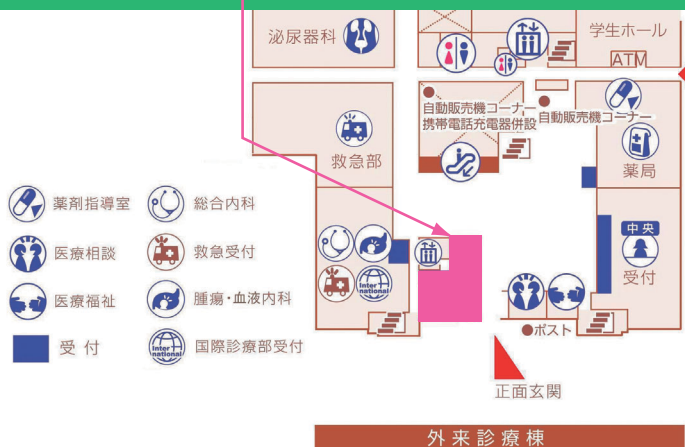 泌尿器科
学生ホール
ATM
自動販売機コーナー
携帯電話充電器併設
自動販売機コーナー
救急部
薬局
薬剤指導室
総合内科
中央
受付
医療相談
救急受付
International
医療福祉
腫瘍・血液内科
●ポスト
受付
International
国際診療部受付
正面玄関
外来診療棟